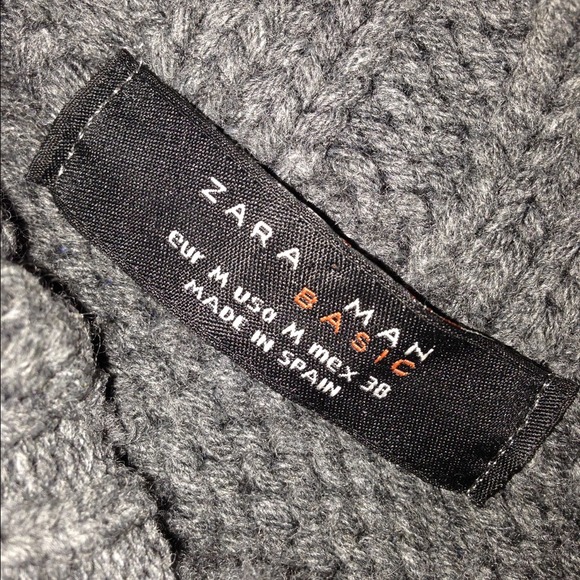 ZARA MAN
BASIC
eur M usa M mex 38
MADE IN SPAIN